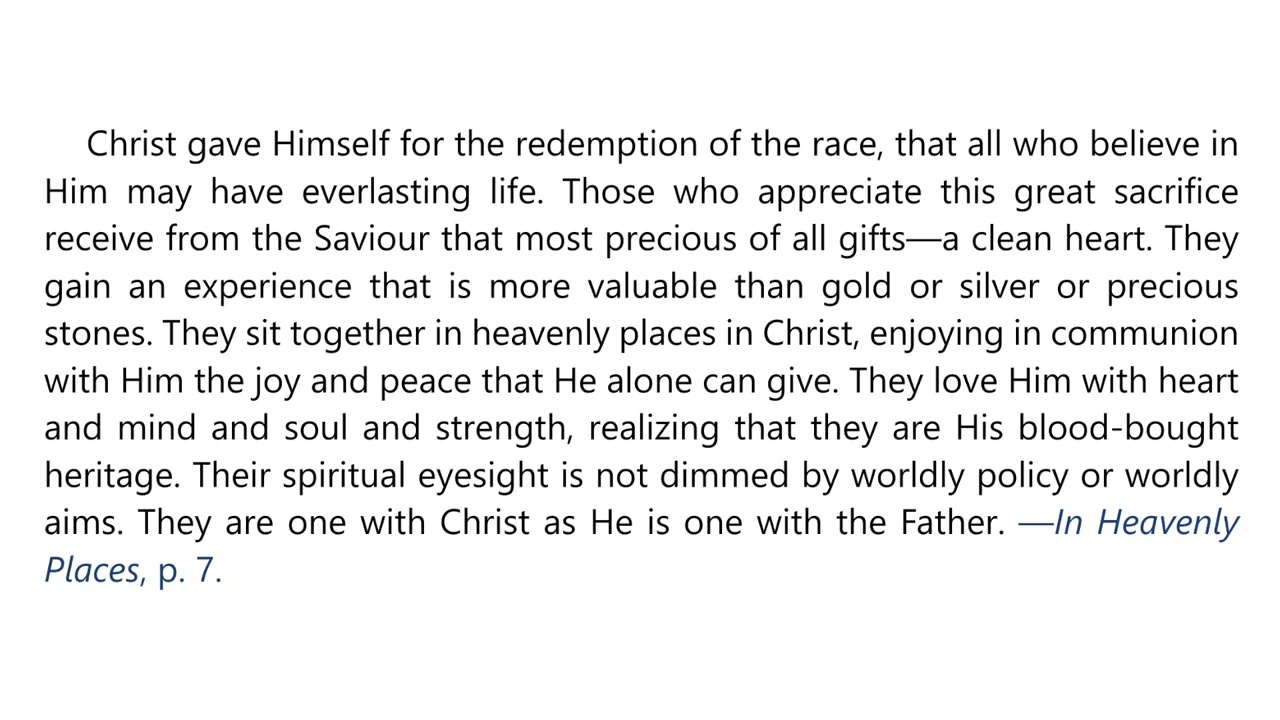 Christ gave Himself for the redemption of the race, that all who believe in
Him may have everlasting life. Those who appreciate this great sacrifice
receive from the Saviour that most precious of all gifts—a clean heart. They
gain an experience that is more valuable than gold or silver or precious
stones. They sit together in heavenly places in Christ, enjoying in communion
with Him the joy and peace that He alone can give. They love Him with heart
and mind and soul and strength, realizing that they are His blood-bought
heritage. Their spiritual eyesight is not dimmed by worldly policy or worldly
aims. They are one with Christ as He is one with the Father. —In Heavenly
Places, p. 7.